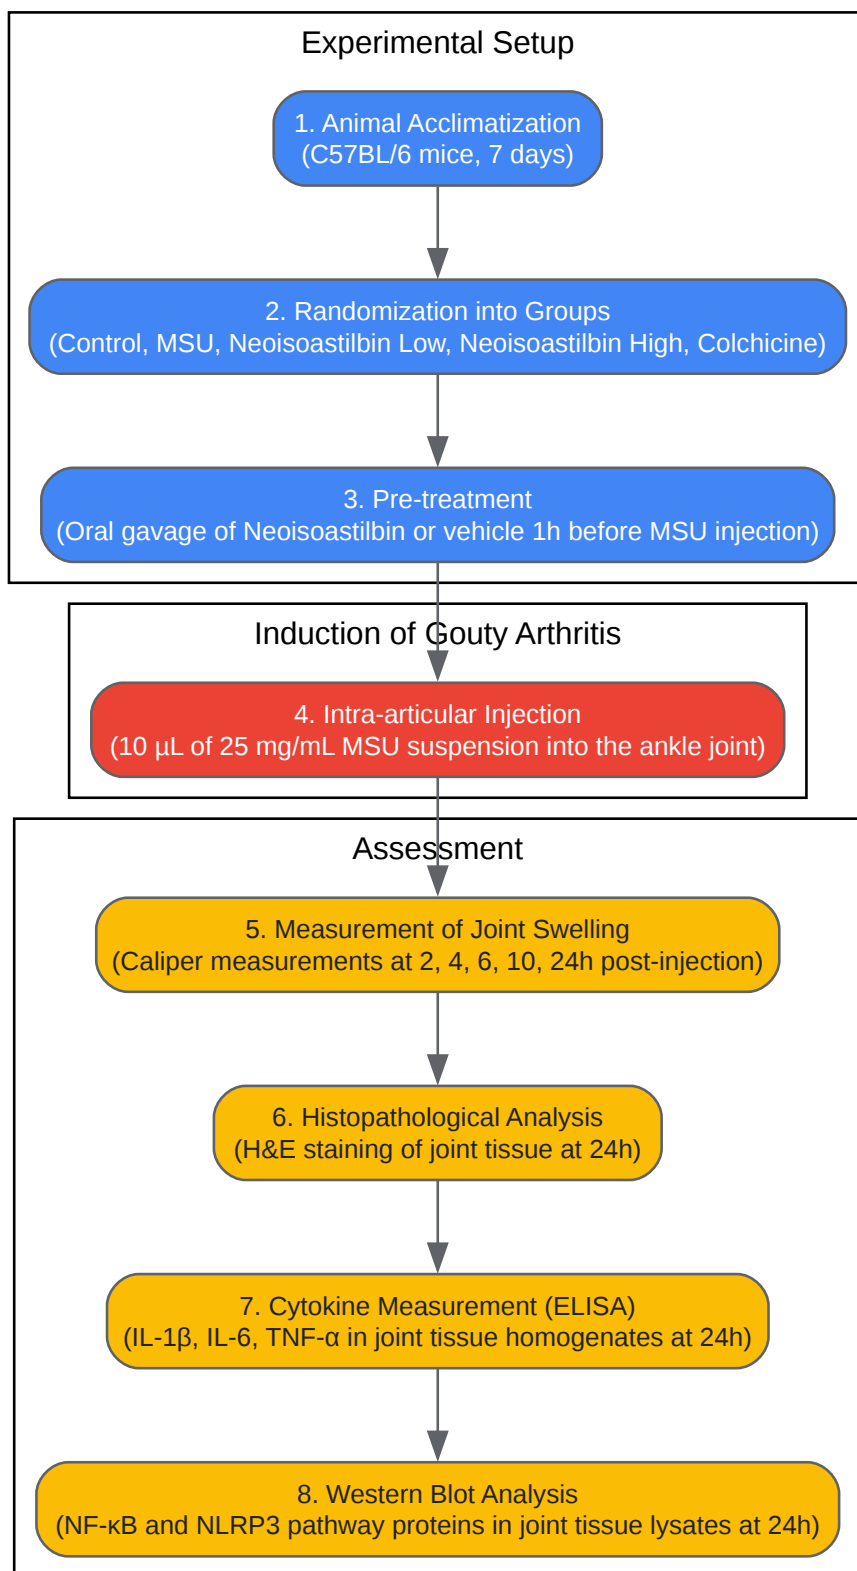 Experimental Setup
1. Animal Acclimatization
(C57BL/6 mice, 7 days)
2. Randomization into Groups
(Control, MSU, Neoisoastilbin Low, Neoisoastilbin High, Colchicine)
3. Pre-treatment
(Oral gavage of Neoisoastilbin or vehicle 1h before MSU injection)
Induction of Gouty Arthritis
4. Intra-articular Injection
(10 µL of 25 mg/mL MSU suspension into the ankle joint)
Assessment
5. Measurement of Joint Swelling
(Caliper measurements at 2, 4, 6, 10, 24h post-injection)
6. Histopathological Analysis
(H&E staining of joint tissue at 24h)
7. Cytokine Measurement (ELISA)
(IL-1β, IL-6, TNF-α in joint tissue homogenates at 24h)
8. Western Blot Analysis
(NF-κB and NLRP3 pathway proteins in joint tissue lysates at 24h)